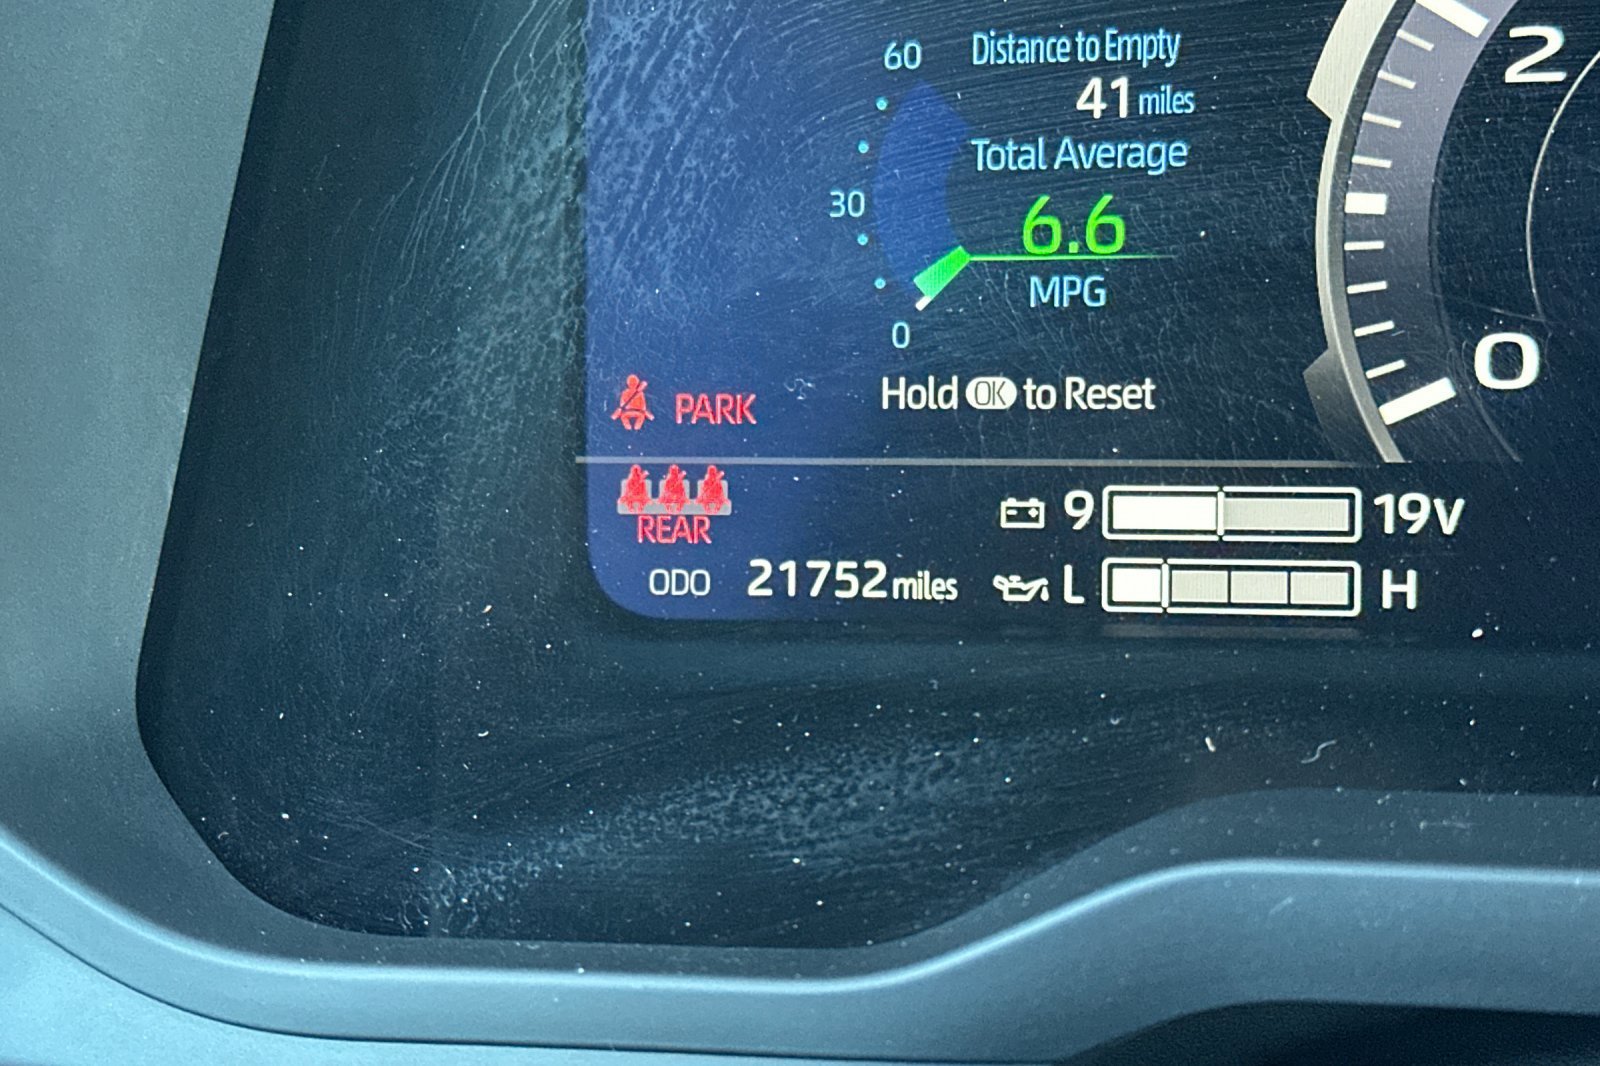 60
Distance to Empty
41 miles
Total Average
30
6.6
MPG
0
Hold OK to Reset
2
0
PARK
REAR
ODO 21752 miles
9 19V
L H